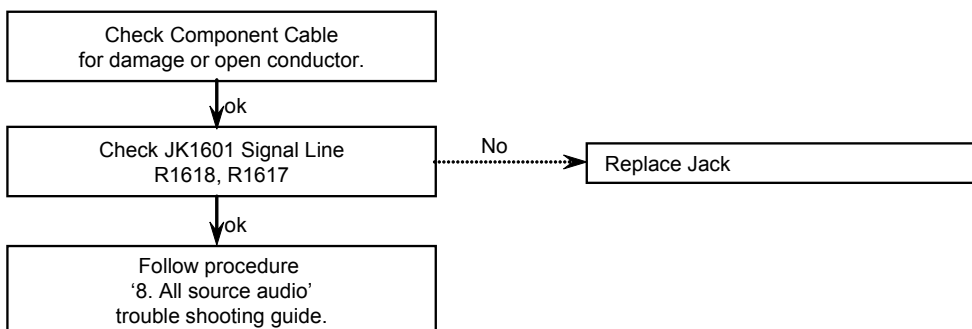 Check Component Cable
for damage or open conductor.
ok
Check JK1601 Signal Line
R1618, R1617
No
Replace Jack
ok
Follow procedure
‘8. All source audio’
trouble shooting guide.